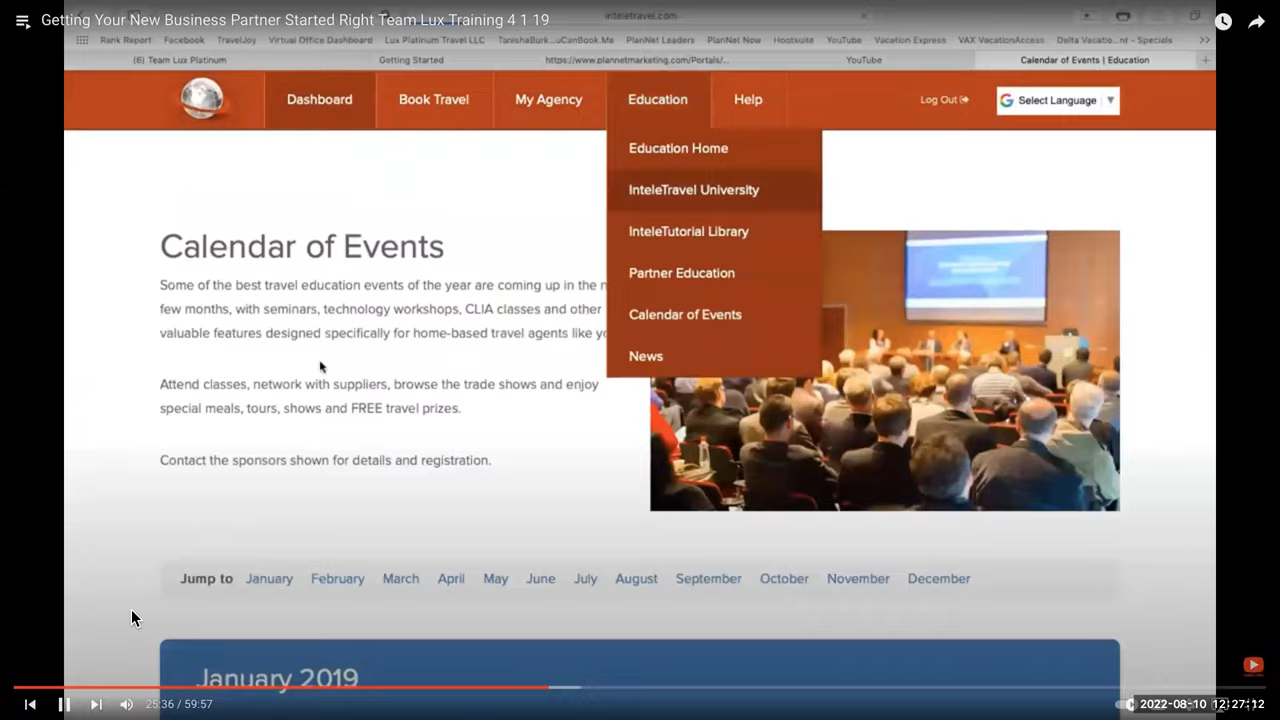 Getting Your New Business Partner Started Right Team Lux Training 4 1 19
inteletravel.com
Rank Report Facebook TravelJoy Virtual Office Dashboard Lux Platinum Travel LLC TanishaBurk...uCanBook.Me PlanNet Leaders PlanNet Now Hootsuite YouTube Vacation Express VAX VacationAccess Delta Vacatio...nt - Specials >>
(6) Team Lux Platinum Getting Started https://www.plannetmarketing.com/Portals/... YouTube Calendar of Events | Education +
Dashboard Book Travel My Agency Education Help Log Out G Select Language ▼
Education Home
InteleTravel University
InteleTutorial Library
Partner Education
Calendar of Events
News
Calendar of Events
Some of the best travel education events of the year are coming up in the n
few months, with seminars, technology workshops, CLIA classes and other
valuable features designed specifically for home-based travel agents like yo
Attend classes, network with suppliers, browse the trade shows and enjoy
special meals, tours, shows and FREE travel prizes.
Contact the sponsors shown for details and registration.
Jump to January February March April May June July August September October November December
January 2019
25:36 / 59:57
2022-08-10 12:27:12